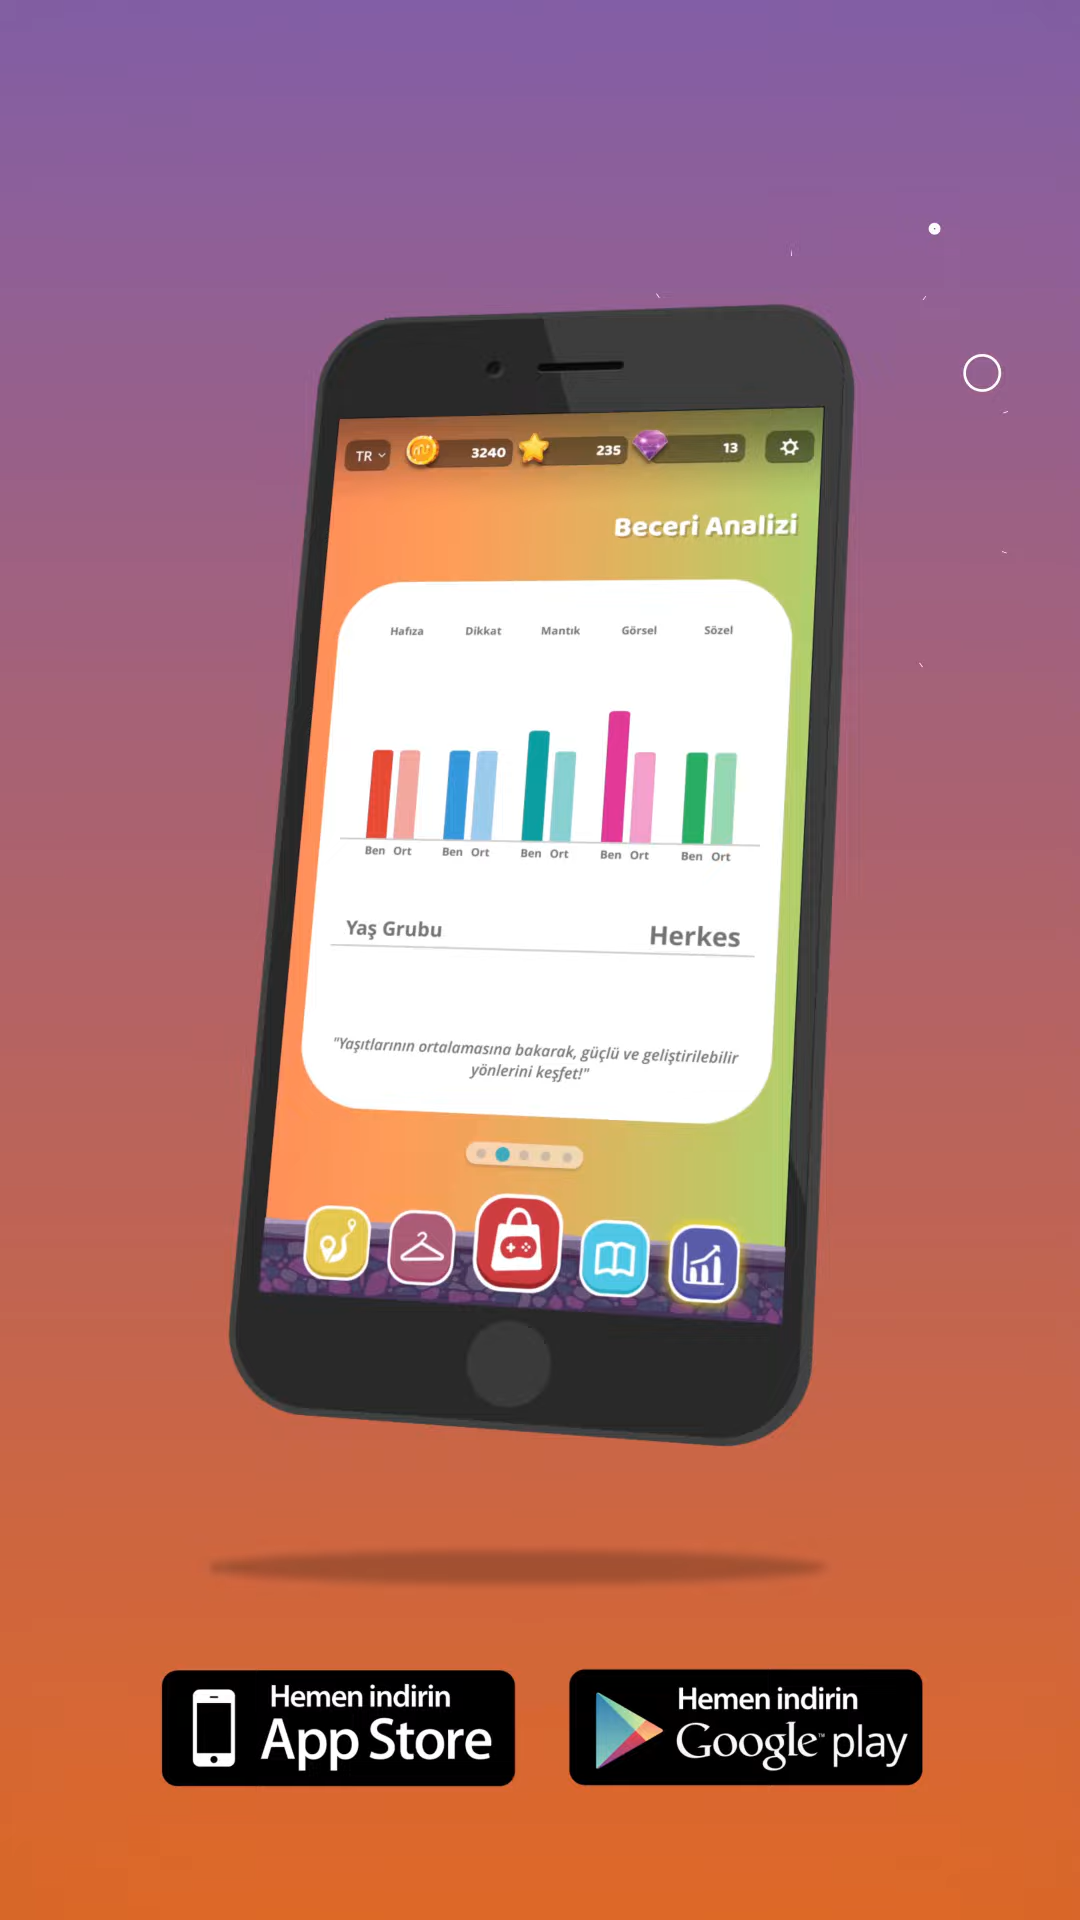 TR 3240 235 13
Beceri Analizi
Hafıza Dikkat Mantık Görsel Sözel
Ben Ort Ben Ort Ben Ort Ben Ort Ben Ort
Yaş Grubu Herkes
"Yaşıtlarının ortalamasına bakarak, güçlü ve geliştirilebilir
yönlerini keşfet!"
Hemen indirin
App Store
Hemen indirin
Google™ play